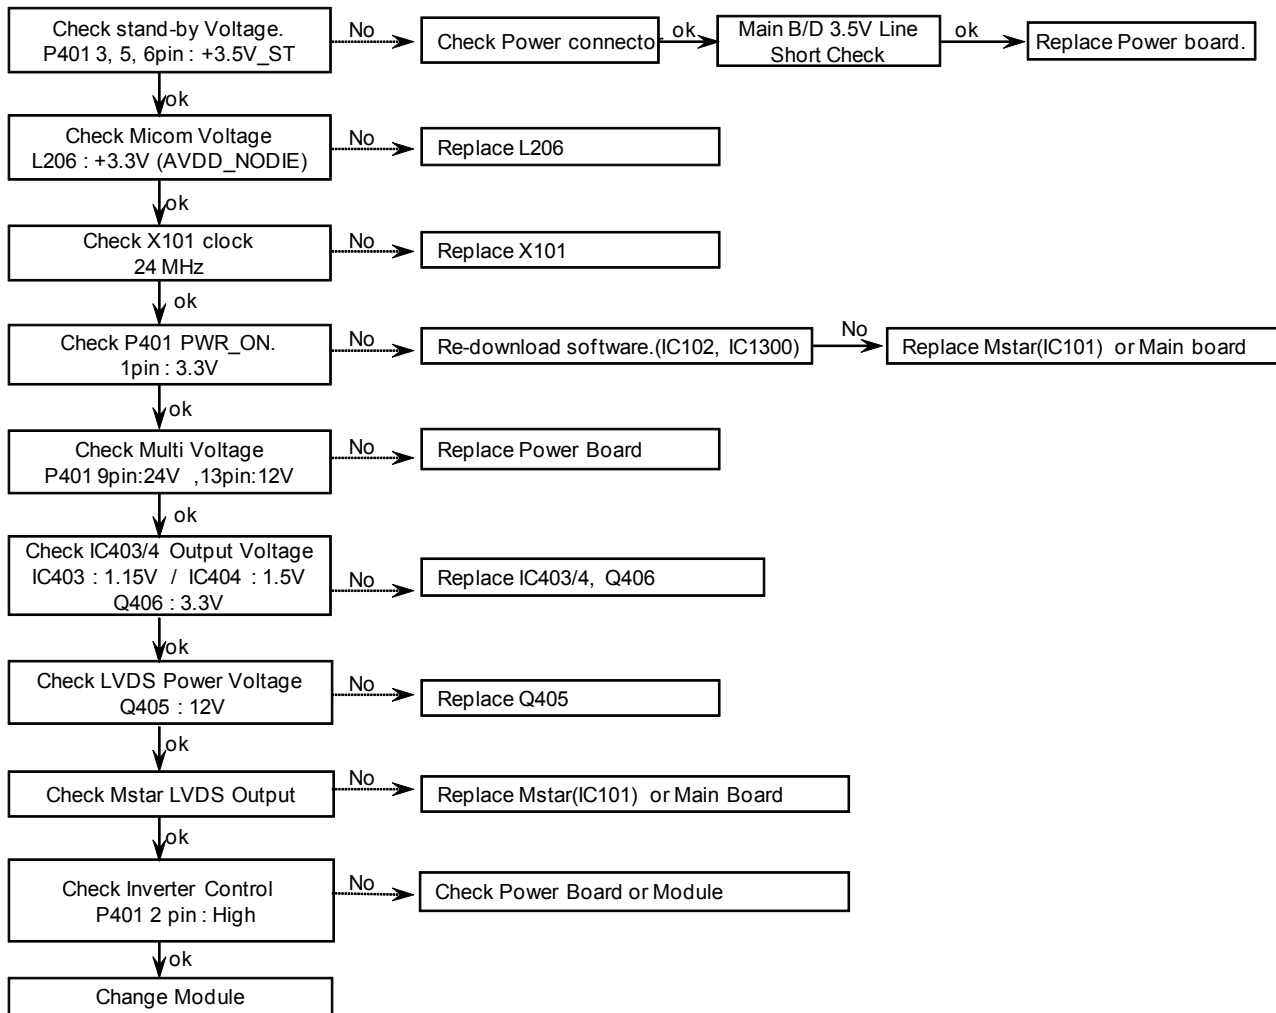 Check stand-by Voltage.
P401 3, 5, 6pin : +3.5V_ST
No
Check Power connecto
ok
Main B/D 3.5V Line
Short Check
ok
Replace Power board.
ok
Check Micom Voltage
L206 : +3.3V (AVDD_NODIE)
No
Replace L206
ok
Check X101 clock
24 MHz
No
Replace X101
ok
Check P401 PWR_ON.
1pin : 3.3V
No
Re-download software.(IC102, IC1300)
No
Replace Mstar(IC101) or Main board
ok
Check Multi Voltage
P401 9pin:24V ,13pin:12V
No
Replace Power Board
ok
Check IC403/4 Output Voltage
IC403 : 1.15V / IC404 : 1.5V
Q406 : 3.3V
No
Replace IC403/4, Q406
ok
Check LVDS Power Voltage
Q405 : 12V
No
Replace Q405
ok
Check Mstar LVDS Output
No
Replace Mstar(IC101) or Main Board
ok
Check Inverter Control
P401 2 pin : High
No
Check Power Board or Module
ok
Change Module